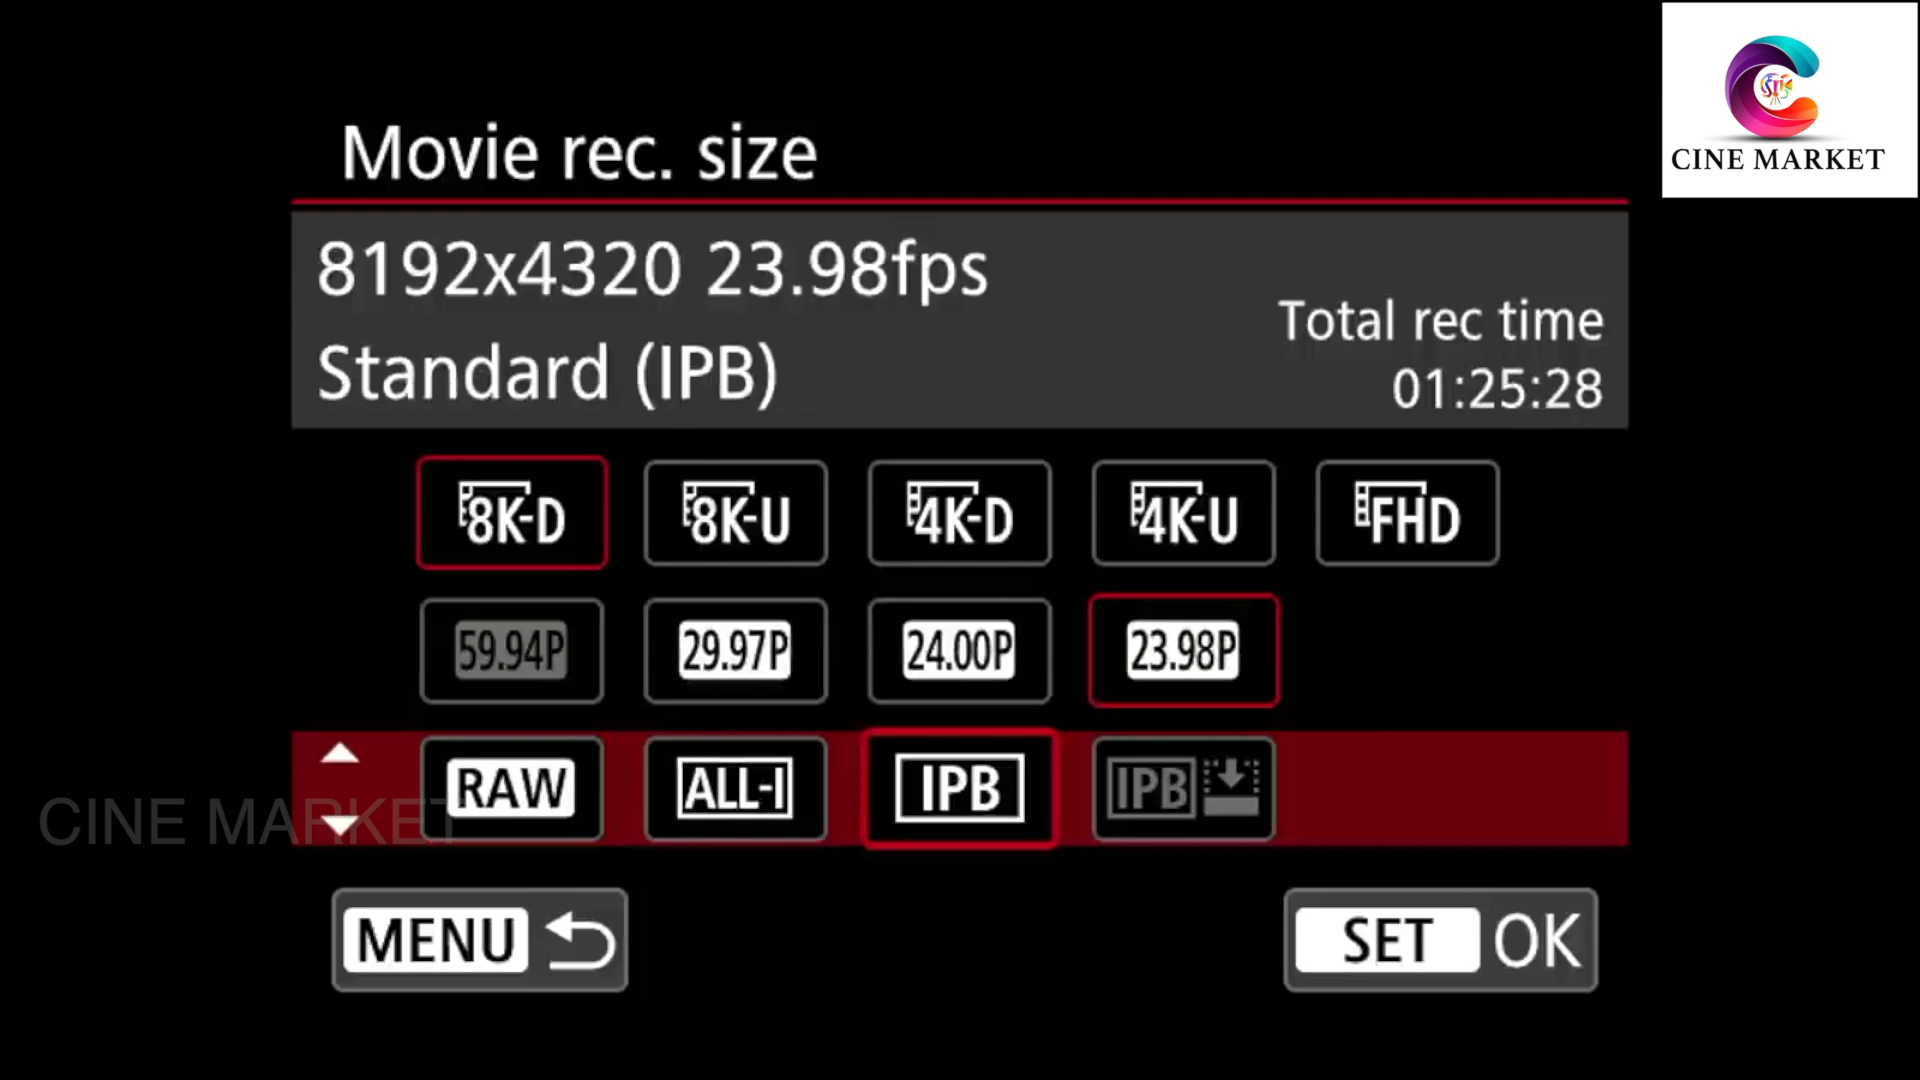 CINE MARKET
Movie rec. size
8192x4320 23.98fps
Standard (IPB)
Total rec time
01:25:28
8K-D 8K-U 4K-D 4K-U FHD
59.94P 29.97P 24.00P 23.98P
RAW ALL-I IPB IPB
CINE MARKET
MENU SET OK